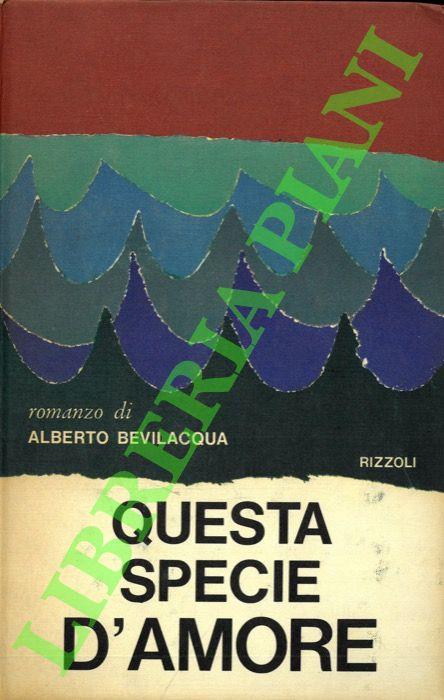 romanzo di
ALBERTO BEVILACQUA
RIZZOLI
QUESTA
SPECIE
D'AMORE
LIBRERIA PIANI